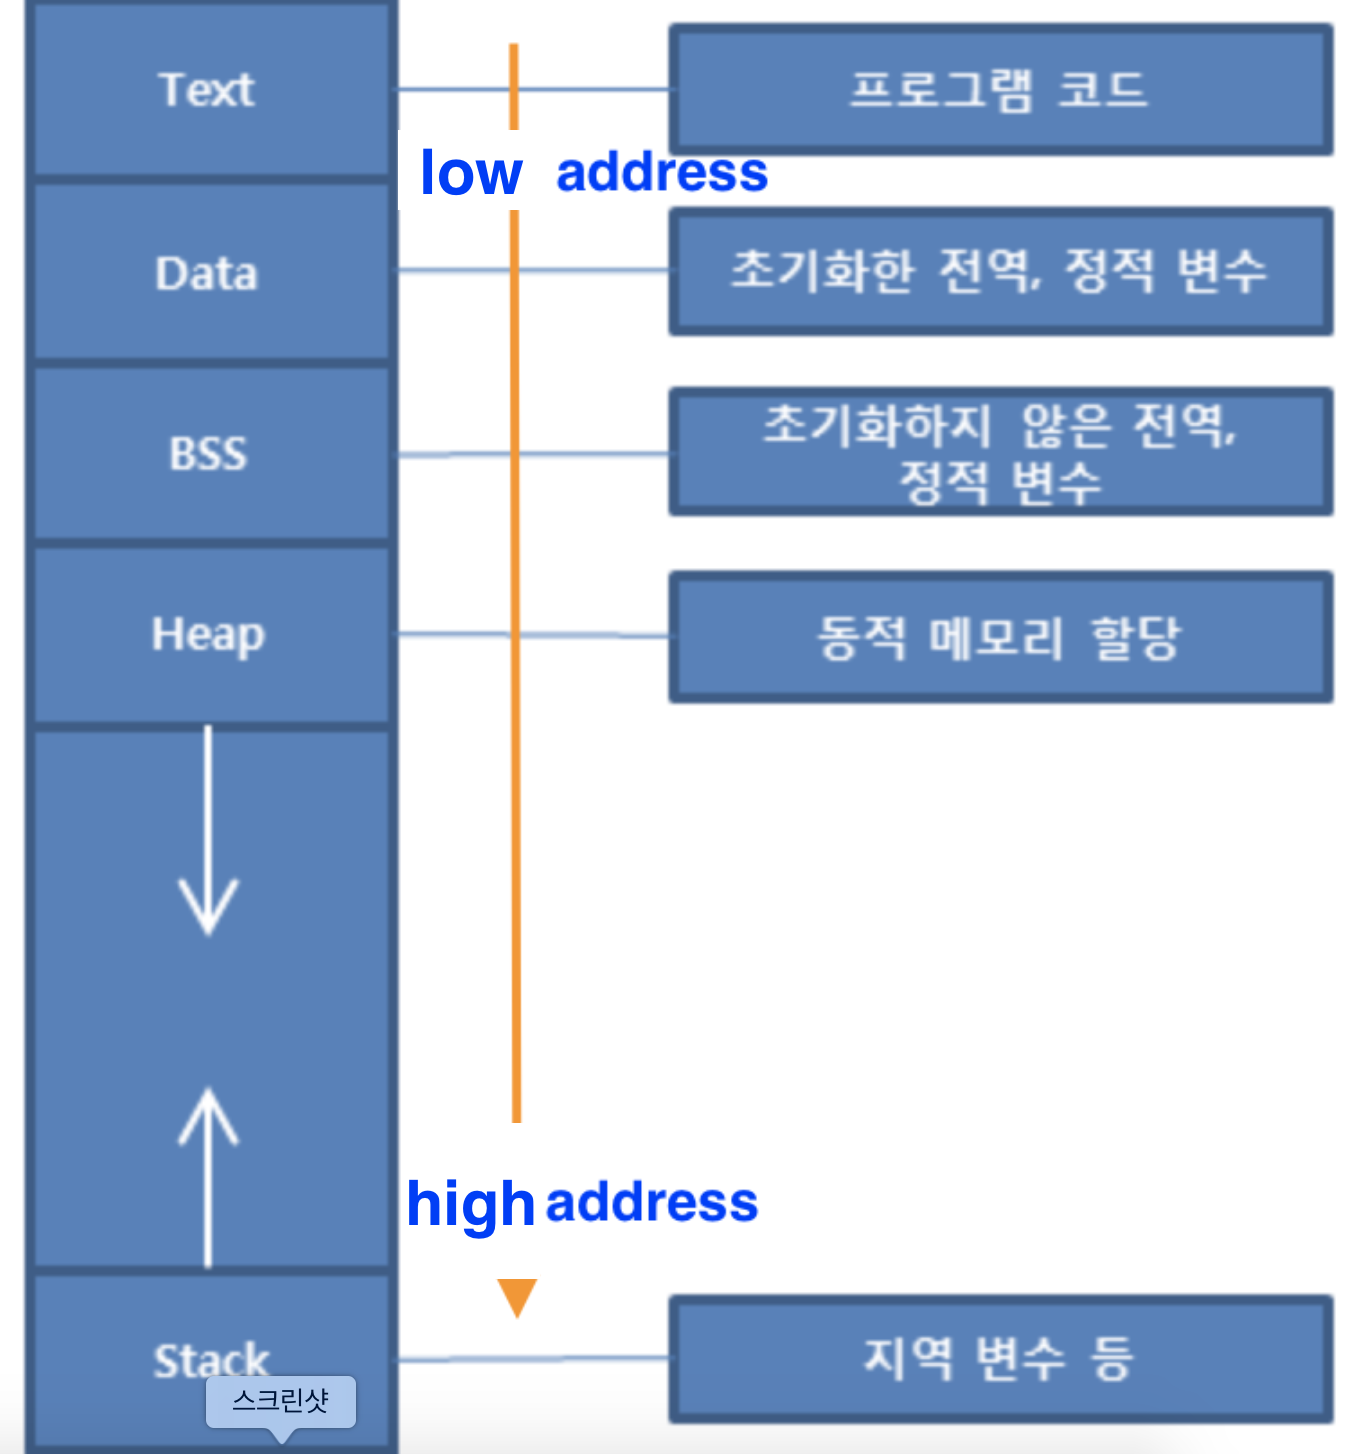 Text
프로그램 코드
low address
Data
초기화한 전역, 정적 변수
BSS
초기화하지 않은 전역,
정적 변수
Heap
동적 메모리 할당
high address
Stack
지역 변수 등
스크린샷